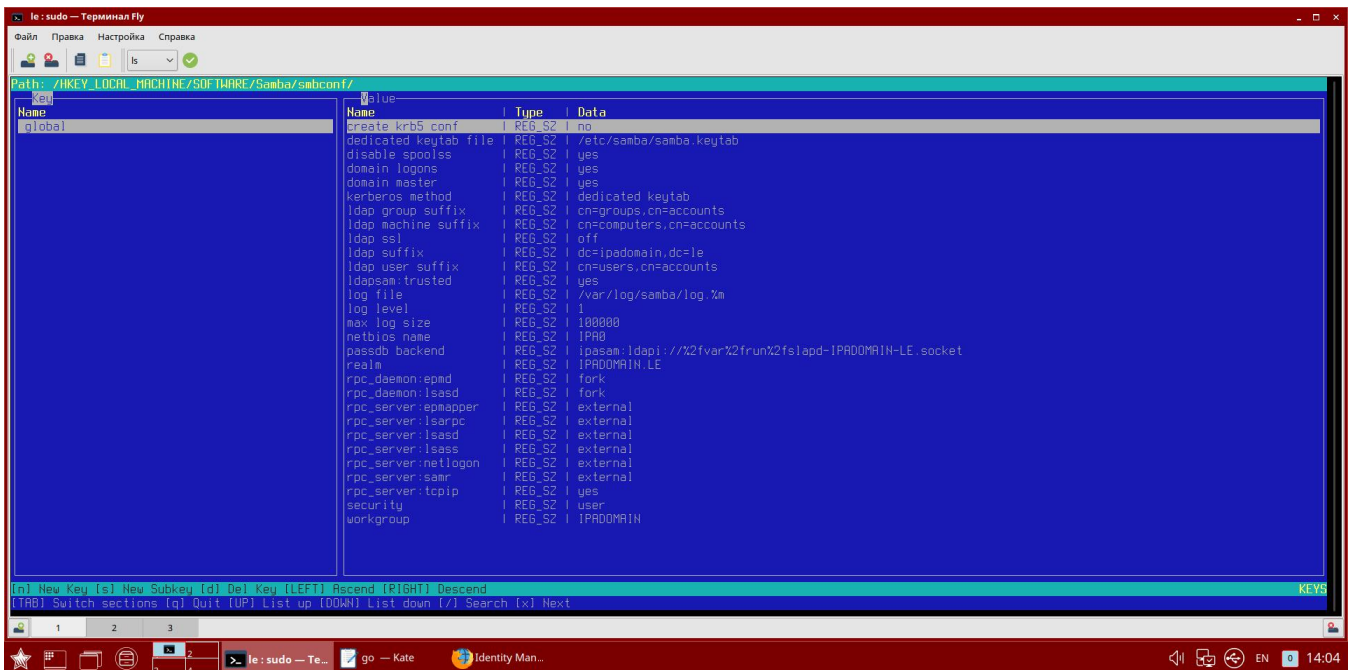 le : sudo — Терминал Fly
Файл Правка Настройка Справка
ls
Path: /HKEY_LOCAL_MACHINE/SOFTWARE/Samba/smbconf/
Key
Name
global
Value
Name | Type | Data
create krb5 conf | REG_SZ | no
dedicated keytab file | REG_SZ | /etc/samba/samba.keytab
disable spoolss | REG_SZ | yes
domain logons | REG_SZ | yes
domain master | REG_SZ | yes
kerberos method | REG_SZ | dedicated keytab
ldap group suffix | REG_SZ | cn=groups,cn=accounts
ldap machine suffix | REG_SZ | cn=computers,cn=accounts
ldap ssl | REG_SZ | off
ldap suffix | REG_SZ | dc=ipadomain,dc=le
ldap user suffix | REG_SZ | cn=users,cn=accounts
ldapsam:trusted | REG_SZ | yes
log file | REG_SZ | /var/log/samba/log.%m
log level | REG_SZ | 1
max log size | REG_SZ | 100000
netbios name | REG_SZ | IPA0
passdb backend | REG_SZ | ipasam:ldapi://%2fvar%2frun%2fslapd-IPADOMAIN-LE.socket
realm | REG_SZ | IPADOMAIN.LE
rpc_daemon:epmd | REG_SZ | fork
rpc_daemon:lsasd | REG_SZ | fork
rpc_server:epmapper | REG_SZ | external
rpc_server:lsarpc | REG_SZ | external
rpc_server:lsasd | REG_SZ | external
rpc_server:lsass | REG_SZ | external
rpc_server:netlogon | REG_SZ | external
rpc_server:samr | REG_SZ | external
rpc_server:tcpip | REG_SZ | yes
security | REG_SZ | user
workgroup | REG_SZ | IPADOMAIN
[n] New Key [s] New Subkey [d] Del Key [LEFT] Ascend [RIGHT] Descend KEYS
[TAB] Switch sections [q] Quit [UP] List up [DOWN] List down [/] Search [x] Next
1 2 3
2
le : sudo — Те... go — Kate Identity Man... EN 0 14:04